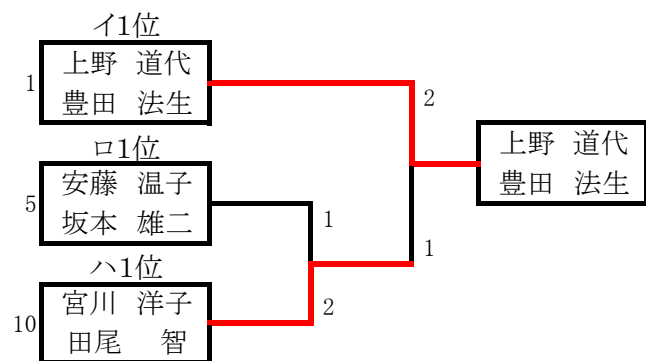 イ1位
1
上野 道代
豊田 法生
2
上野 道代
豊田 法生
ロ1位
5
安藤 温子
坂本 雄二
1
1
ハ1位
10
宮川 洋子
田尾 智
2